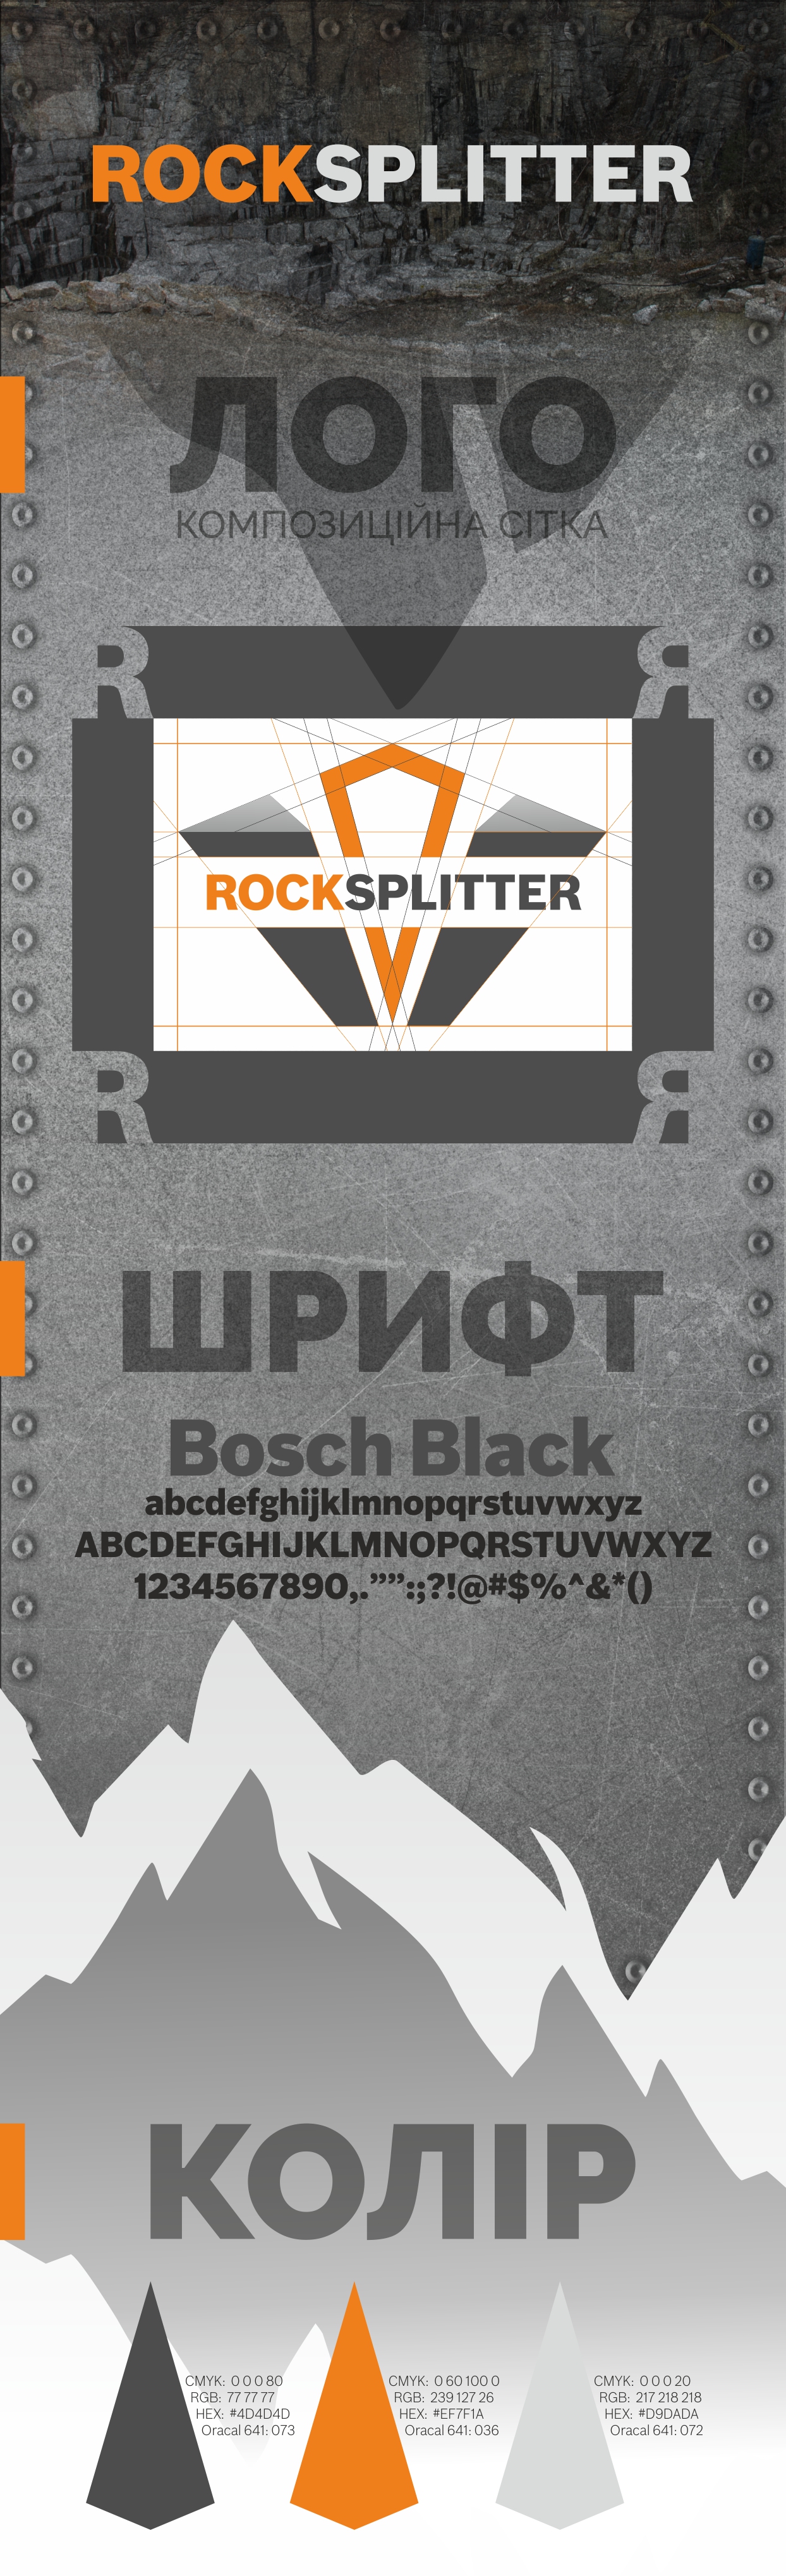 ROCKSPLITTER
ЛОГО
КОМПОЗИЦІЙНА СІТКА
R Я
ROCKSPLITTER
R Я
ШРИФТ
Bosch Black
abcdefghijklmnopqrstuvwxyz
ABCDEFGHIJKLMNOPQRSTUVWXYZ
1234567890,.””:;?!@#$%^&*()
КОЛІР
CMYK: 0 0 0 80
RGB: 77 77 77
HEX: #4D4D4D
Oracal 641: 073
CMYK: 0 60 100 0
RGB: 239 127 26
HEX: #EF7F1A
Oracal 641: 036
CMYK: 0 0 0 20
RGB: 217 218 218
HEX: #D9DADA
Oracal 641: 072